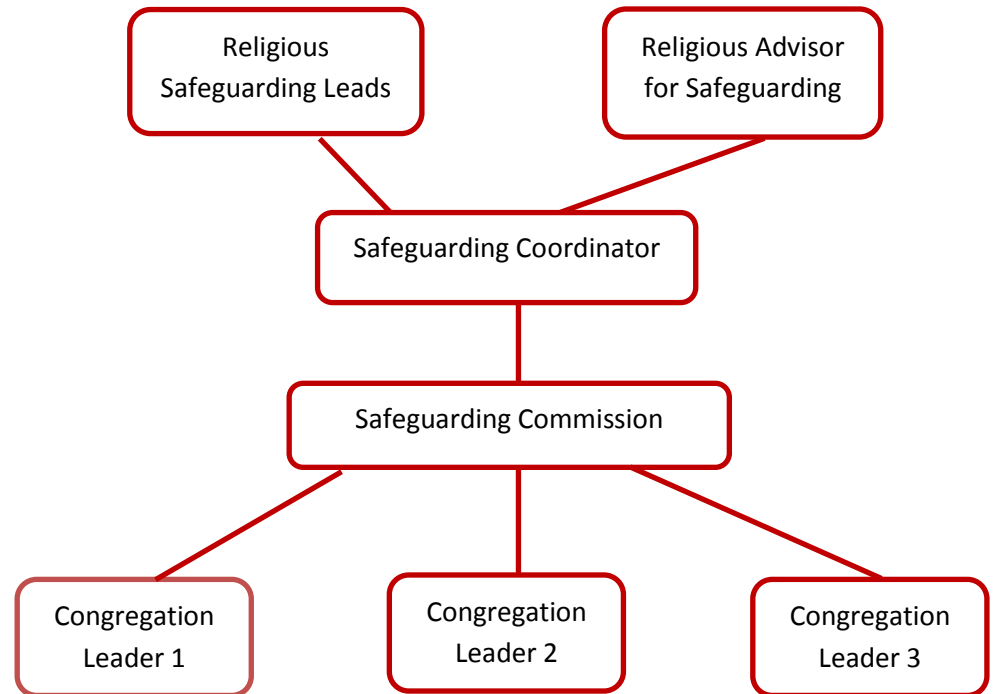 Religious
Safeguarding Leads
Religious Advisor
for Safeguarding
Safeguarding Coordinator
Safeguarding Commission
Congregation
Leader 1
Congregation
Leader 2
Congregation
Leader 3